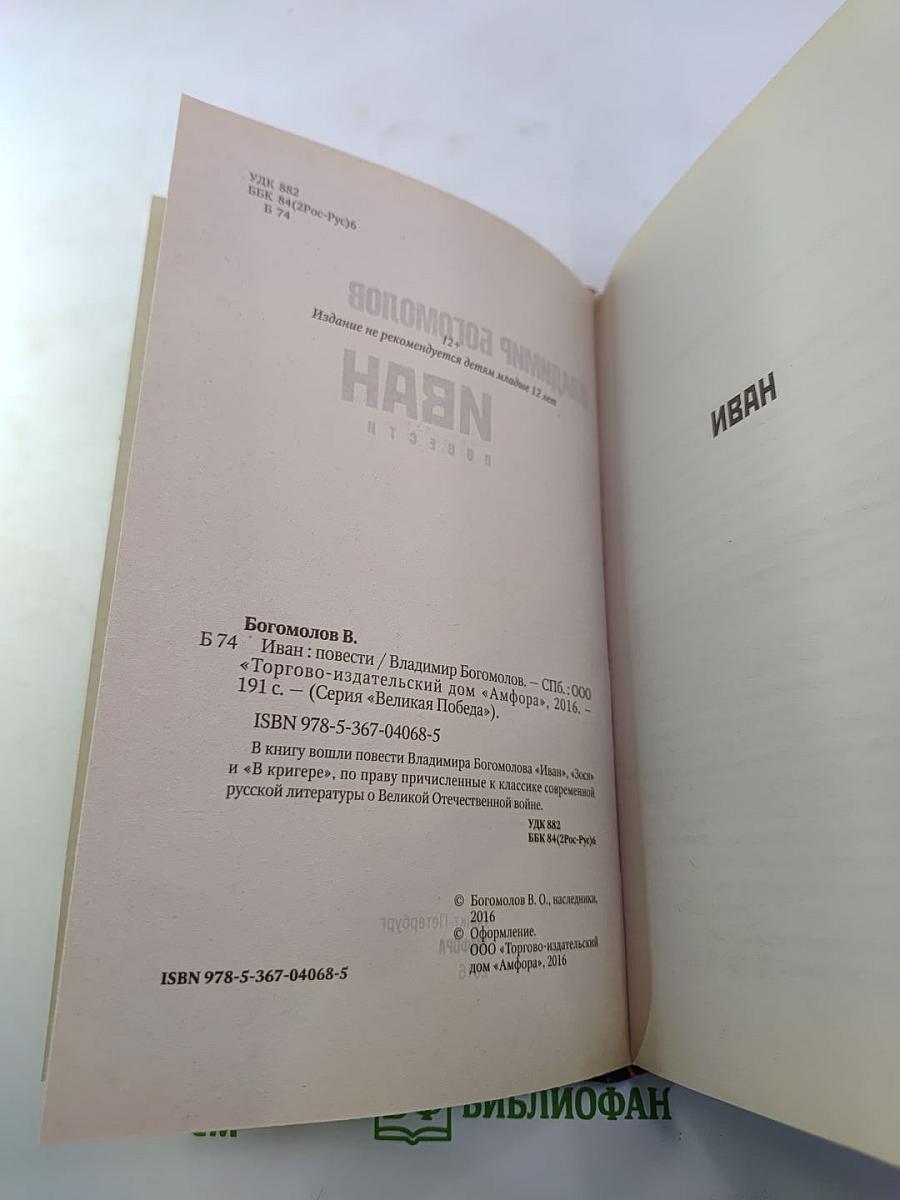 УДК 882
ББК 84(2Рос-Рус)6
Б 74
ВЛАДИМИР БОГОМОЛОВ
12+
Издание не рекомендуется детям младше 12 лет
ИВАН
ПОВЕСТИ
Богомолов В.
Б 74 Иван : повести / Владимир Богомолов. — СПб. : ООО
«Торгово-издательский дом «Амфора», 2016. —
191 с. — (Серия «Великая Победа»).
ISBN 978-5-367-04068-5
В книгу вошли повести Владимира Богомолова «Иван», «Зося»
и «В кригере», по праву причисленные к классике современной
русской литературы о Великой Отечественной войне.
УДК 882
ББК 84(2Рос-Рус)6
© Богомолов В. О., наследники,
2016
© Оформление.
ООО «Торгово-издательский
дом «Амфора», 2016
ISBN 978-5-367-04068-5
ИВАН
БИБЛИОФАН